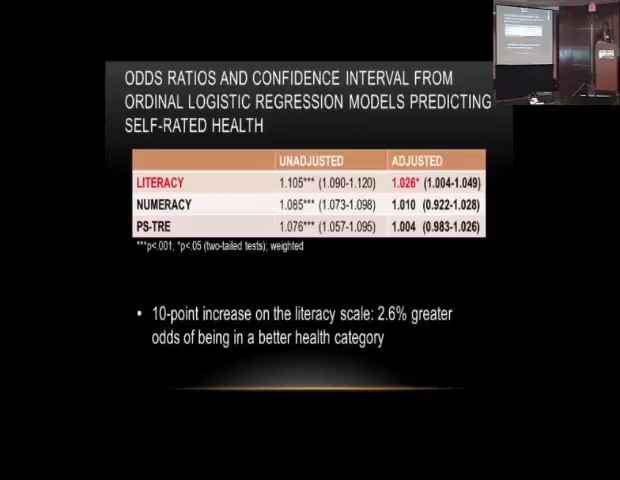 ODDS RATIOS AND CONFIDENCE INTERVAL FROM
ORDINAL LOGISTIC REGRESSION MODELS PREDICTING
SELF-RATED HEALTH
UNADJUSTED ADJUSTED
LITERACY 1.105*** (1.090-1.120) 1.026* (1.004-1.049)
NUMERACY 1.085*** (1.073-1.098) 1.010 (0.922-1.028)
PS-TRE 1.076*** (1.057-1.095) 1.004 (0.983-1.026)
***p<.001; *p<.05 (two-tailed tests); weighted
• 10-point increase on the literacy scale: 2.6% greater
odds of being in a better health category